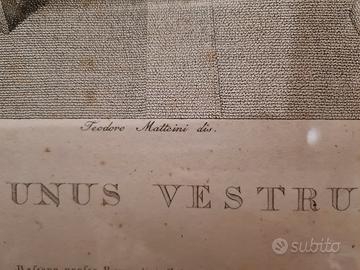 Teodoro Matteini dis.
UNUS VESTRU
subito